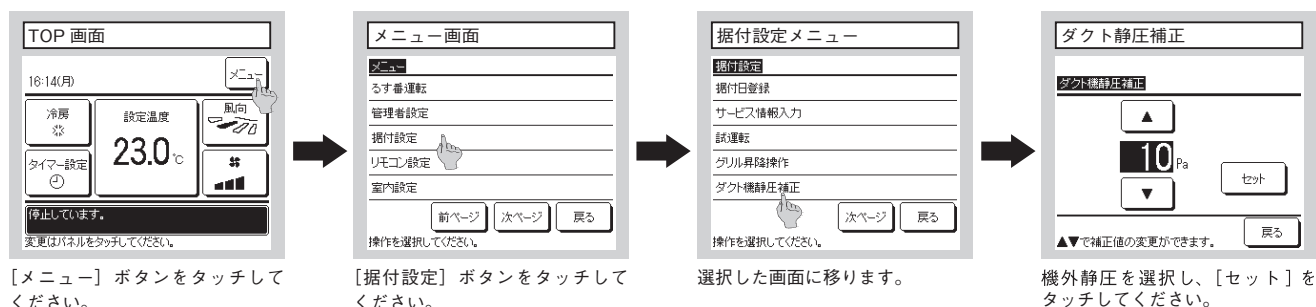 TOP 画面
16:14(月)
メニュー
冷房
設定温度
風向
タイマー設定
23.0℃
停止しています。
変更はパネルをタッチしてください。
[メニュー] ボタンをタッチして
ください。
メニュー画面
メニュー
るす番運転
管理者設定
据付設定
リモコン設定
室内設定
前ページ 次ページ 戻る
操作を選択してください。
[据付設定] ボタンをタッチして
ください。
据付設定メニュー
据付設定
据付日登録
サービス情報入力
試運転
グリル昇降操作
ダクト機静圧補正
次ページ 戻る
操作を選択してください。
選択した画面に移ります。
ダクト静圧補正
ダクト機静圧補正
▲
10 Pa
▼
セット
▲▼で補正値の変更ができます。
戻る
機外静圧を選択し、[セット] を
タッチしてください。